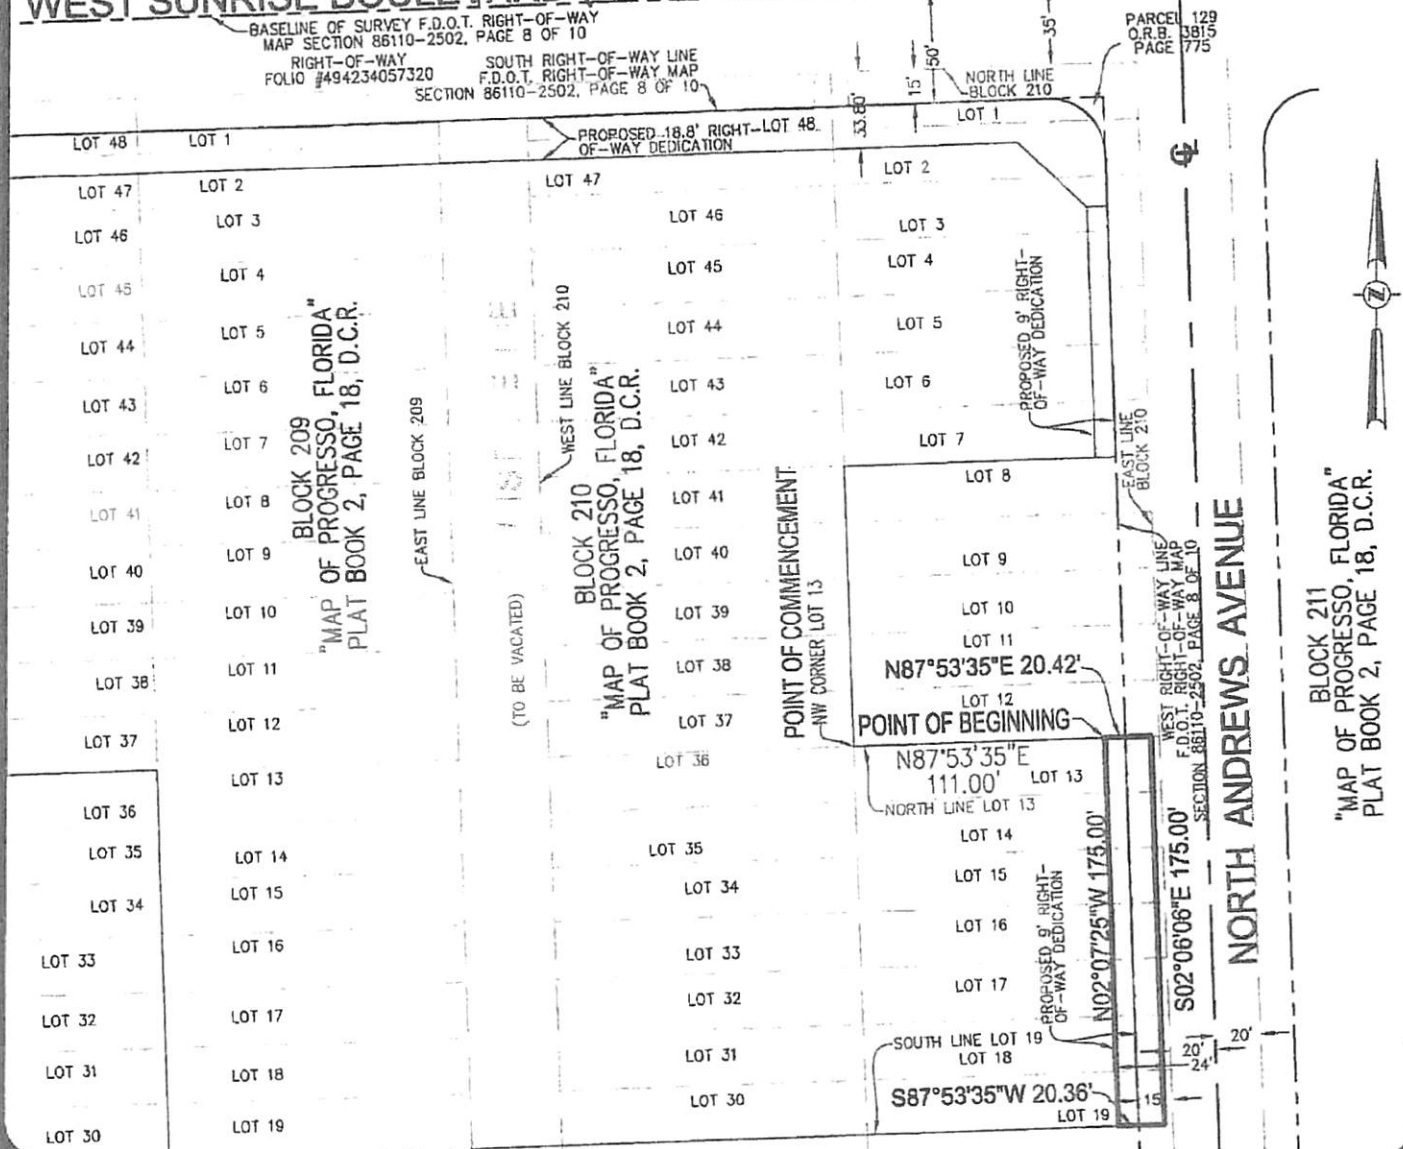 WEST SUNRISE BOULEVARD
BASELINE OF SURVEY F.D.O.T. RIGHT-OF-WAY
MAP SECTION 86110-2502, PAGE 8 OF 10
RIGHT-OF-WAY
FOLIO #494234057320
SOUTH RIGHT-OF-WAY LINE
F.D.O.T. RIGHT-OF-WAY MAP
SECTION 86110-2502, PAGE 8 OF 10
50'
35'
15'
33.80'
NORTH LINE
BLOCK 210
PARCEL 129
O.R.B. 3815
PAGE 775
LOT 48
LOT 1
PROPOSED 18.8' RIGHT-
OF-WAY DEDICATION
LOT 48
LOT 1
LOT 47
LOT 2
LOT 47
LOT 2
LOT 46
LOT 3
LOT 46
LOT 3
LOT 45
LOT 4
LOT 45
LOT 4
LOT 44
LOT 5
LOT 44
LOT 5
LOT 43
LOT 6
LOT 43
LOT 6
LOT 42
LOT 7
LOT 42
LOT 7
LOT 41
LOT 8
LOT 41
LOT 8
LOT 40
LOT 9
LOT 40
LOT 9
LOT 39
LOT 10
LOT 39
LOT 10
LOT 38
LOT 11
LOT 38
LOT 11
LOT 37
LOT 12
LOT 37
LOT 12
LOT 36
LOT 13
LOT 36
LOT 13
LOT 35
LOT 14
LOT 35
LOT 14
LOT 34
LOT 15
LOT 34
LOT 15
LOT 33
LOT 16
LOT 33
LOT 16
LOT 32
LOT 17
LOT 32
LOT 17
LOT 31
LOT 18
LOT 31
LOT 18
LOT 30
LOT 19
LOT 30
LOT 19
BLOCK 209
"MAP OF PROGRESSO, FLORIDA"
PLAT BOOK 2, PAGE 18, D.C.R.
EAST LINE BLOCK 209
(TO BE VACATED)
WEST LINE BLOCK 210
BLOCK 210
"MAP OF PROGRESSO, FLORIDA"
PLAT BOOK 2, PAGE 18, D.C.R.
POINT OF COMMENCEMENT
NW CORNER LOT 13
PROPOSED 9' RIGHT-
OF-WAY DEDICATION
EAST LINE
BLOCK 210
WEST RIGHT-OF-WAY LINE
F.D.O.T. RIGHT-OF-WAY MAP
SECTION 86110-2502, PAGE 8 OF 10
N87°53'35"E 20.42'
POINT OF BEGINNING
N87°53'35"E
111.00'
NORTH LINE LOT 13
N02°07'25"W 175.00'
S02°06'06"E 175.00'
PROPOSED 9' RIGHT-
OF-WAY DEDICATION
SOUTH LINE LOT 19
S87°53'35"W 20.36'
20'
20'
24'
15'
NORTH ANDREWS AVENUE
BLOCK 211
"MAP OF PROGRESSO, FLORIDA"
PLAT BOOK 2, PAGE 18, D.C.R.
Z